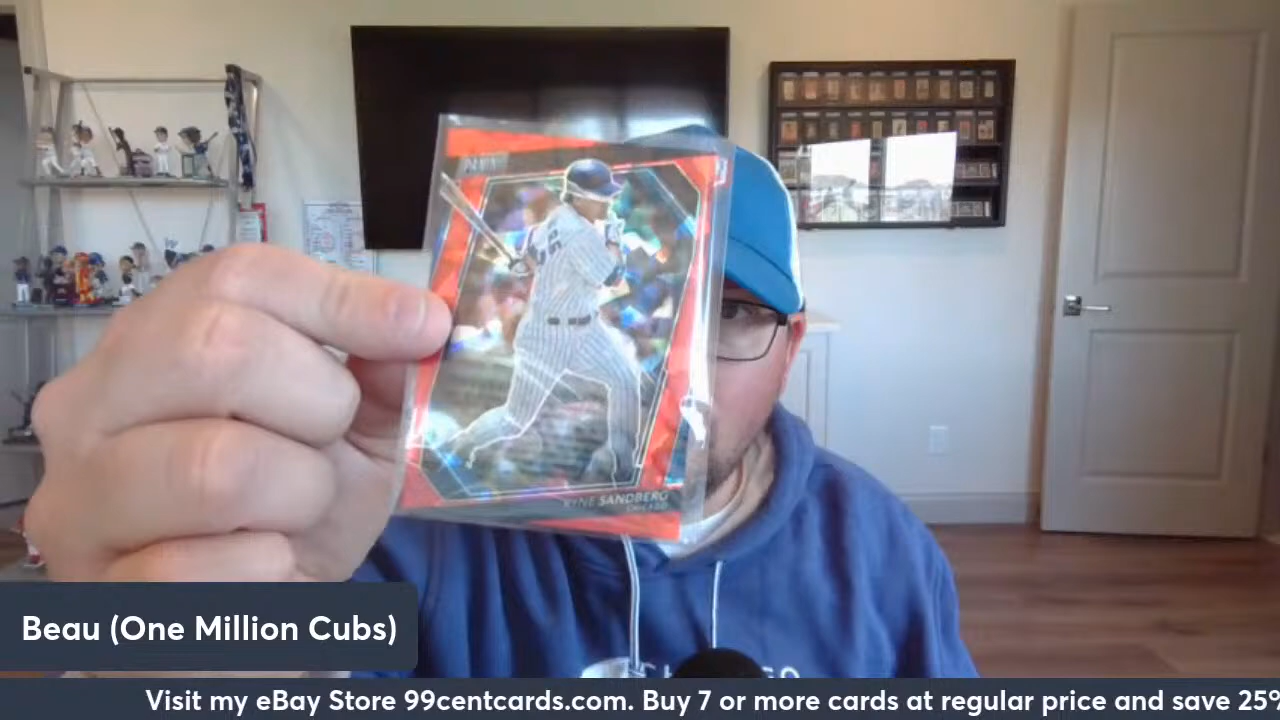 RYNE SANDBERG
CHICAGO
Beau (One Million Cubs)
Visit my eBay Store 99centcards.com. Buy 7 or more cards at regular price and save 25%